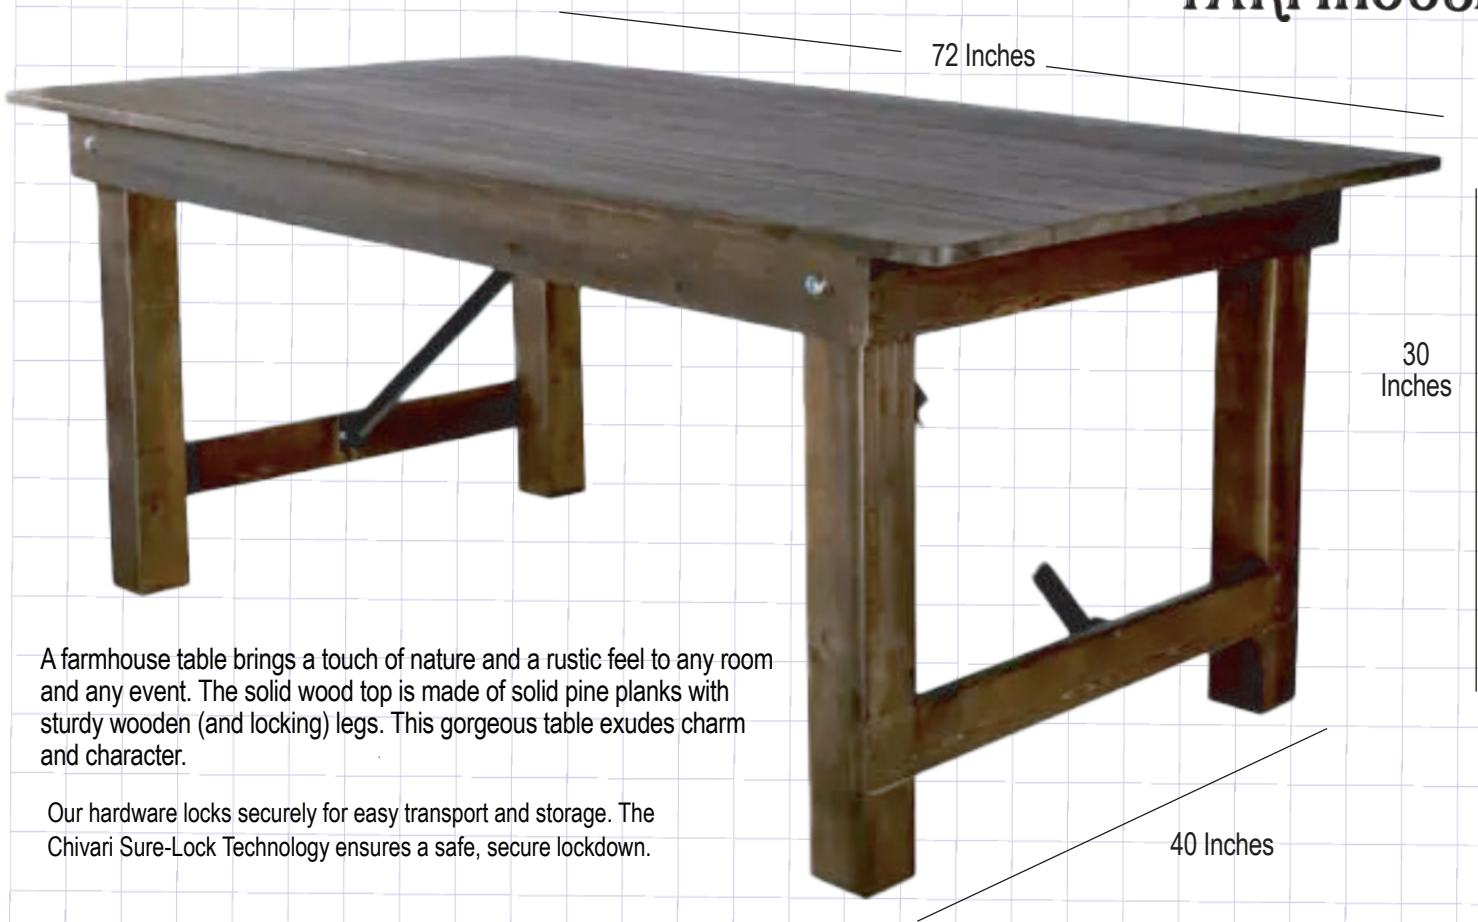 72 Inches
30
Inches
A farmhouse table brings a touch of nature and a rustic feel to any room
and any event. The solid wood top is made of solid pine planks with
sturdy wooden (and locking) legs. This gorgeous table exudes charm
and character.
Our hardware locks securely for easy transport and storage. The
Chivari Sure-Lock Technology ensures a safe, secure lockdown.
40 Inches